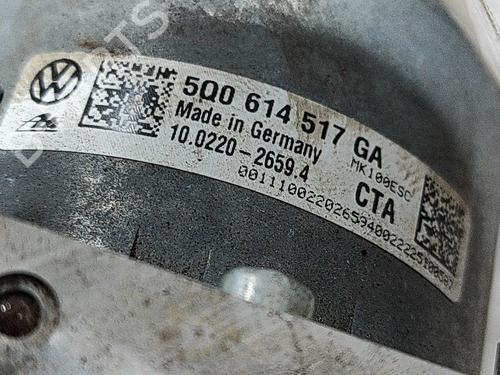 5Q0 614 517 GA
Made in Germany
MK100ESC
10.0220-2659.4
CTA